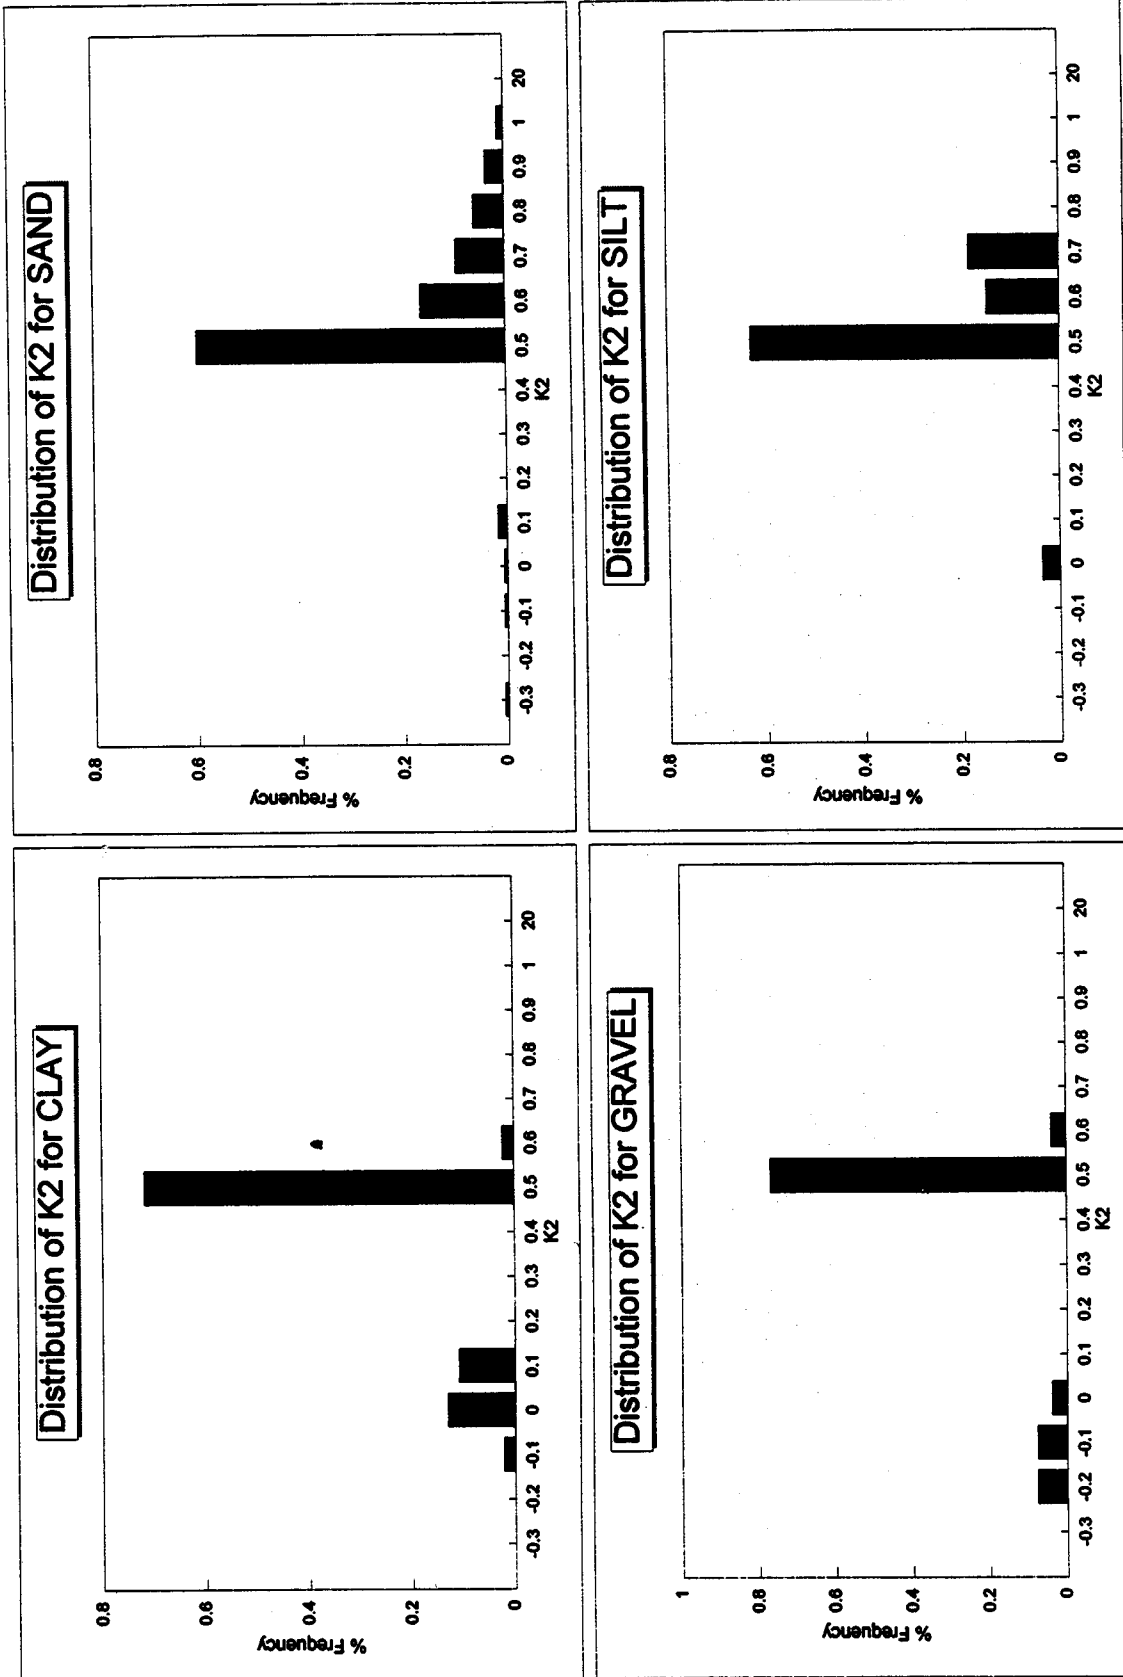 Distribution of K2 for CLAY
% Frequency
0.8
0.6
0.4
0.2
0
-0.3 -0.2 -0.1 0 0.1 0.2 0.3 0.4 0.5 0.6 0.7 0.8 0.9 1 20
K2
Distribution of K2 for SAND
% Frequency
0.8
0.6
0.4
0.2
0
-0.3 -0.2 -0.1 0 0.1 0.2 0.3 0.4 0.5 0.6 0.7 0.8 0.9 1 20
K2
Distribution of K2 for GRAVEL
% Frequency
1
0.8
0.6
0.4
0.2
0
-0.3 -0.2 -0.1 0 0.1 0.2 0.3 0.4 0.5 0.6 0.7 0.8 0.9 1 20
K2
Distribution of K2 for SILT
% Frequency
0.8
0.6
0.4
0.2
0
-0.3 -0.2 -0.1 0 0.1 0.2 0.3 0.4 0.5 0.6 0.7 0.8 0.9 1 20
K2